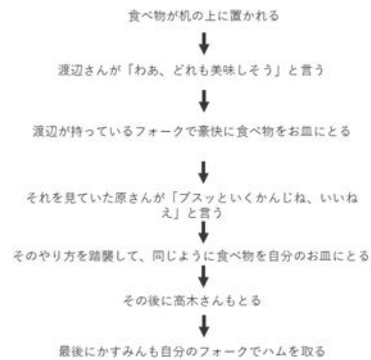 食べ物が机の上に置かれる
渡辺さんが「わあ、どれも美味しそう」と言う
渡辺が持っているフォークで豪快に食べ物をお皿にとる
それを見ていた原さんが「ブスッといくかんじね、いいね
え」と言う
そのやり方を踏襲して、同じように食べ物を自分のお皿にとる
その後に高木さんもとる
最後にかすみんも自分のフォークでハムを取る